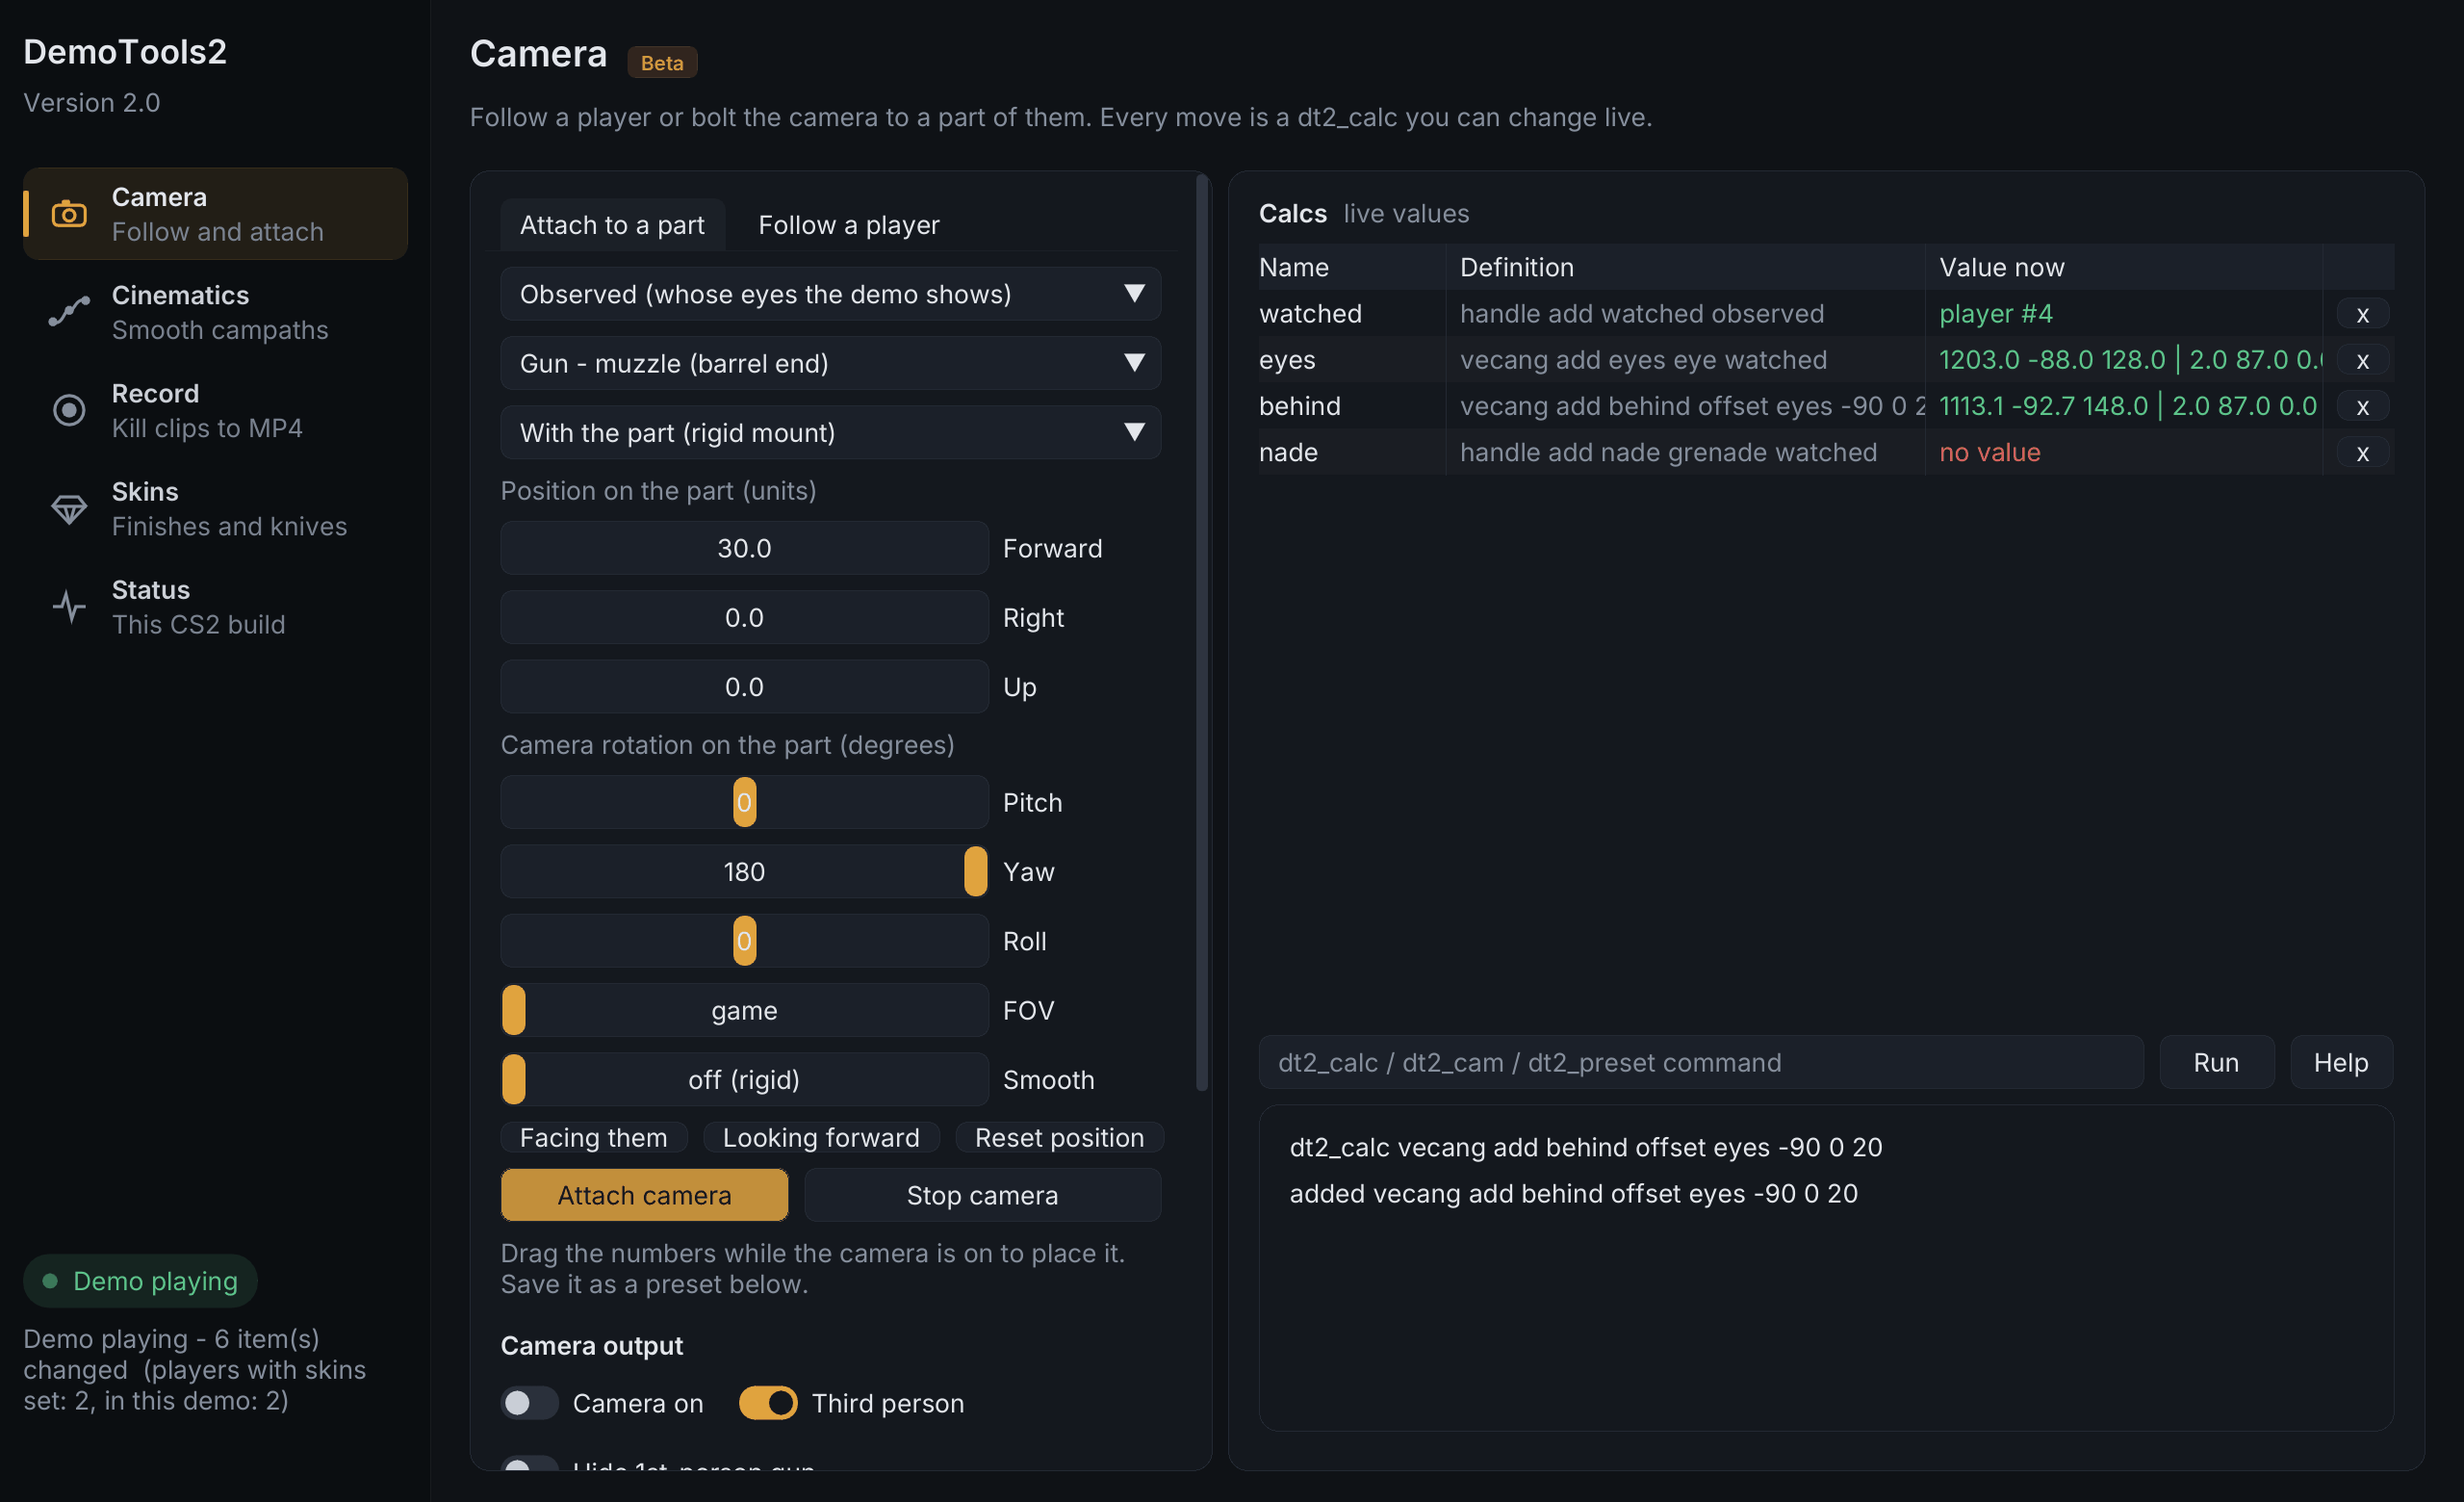 DemoTools2
Version 2.0
Camera
Follow and attach
Cinematics
Smooth campaths
Record
Kill clips to MP4
Skins
Finishes and knives
Status
This CS2 build
Demo playing
Demo playing - 6 item(s)
changed (players with skins
set: 2, in this demo: 2)
Camera Beta
Follow a player or bolt the camera to a part of them. Every move is a dt2_calc you can change live.
Attach to a part Follow a player
Observed (whose eyes the demo shows)
Gun - muzzle (barrel end)
With the part (rigid mount)
Position on the part (units)
30.0 Forward
0.0 Right
0.0 Up
Camera rotation on the part (degrees)
0 Pitch
180 Yaw
0 Roll
game FOV
off (rigid) Smooth
Facing them Looking forward Reset position
Attach camera Stop camera
Drag the numbers while the camera is on to place it.
Save it as a preset below.
Camera output
Camera on Third person
Hide 1st-person gun
Calcs live values
Name Definition Value now
watched handle add watched observed player #4 x
eyes vecang add eyes eye watched 1203.0 -88.0 128.0 | 2.0 87.0 0. x
behind vecang add behind offset eyes -90 0 2 1113.1 -92.7 148.0 | 2.0 87.0 0.0 x
nade handle add nade grenade watched no value x
dt2_calc / dt2_cam / dt2_preset command Run Help
dt2_calc vecang add behind offset eyes -90 0 20
added vecang add behind offset eyes -90 0 20